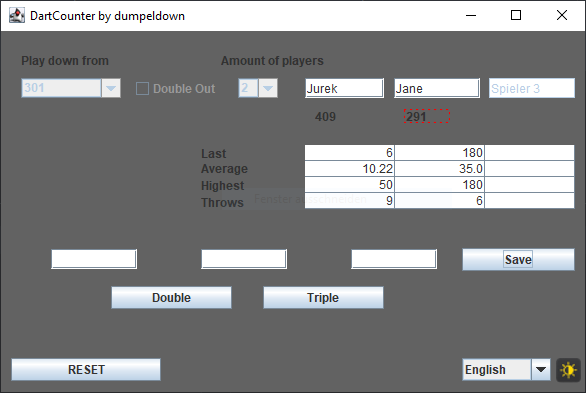 DartCounter by dumpeldown
Play down from
Amount of players
301
Double Out
2
Jurek
Jane
Spieler 3
409
291
Last
6
180
Average
10.22
35.0
Highest
50
180
Throws
9
6
Save
Double
Triple
RESET
English